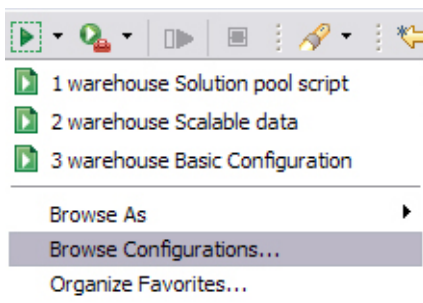 1 warehouse Solution pool script
2 warehouse Scalable data
3 warehouse Basic Configuration
Browse As
Browse Configurations...
Organize Favorites...